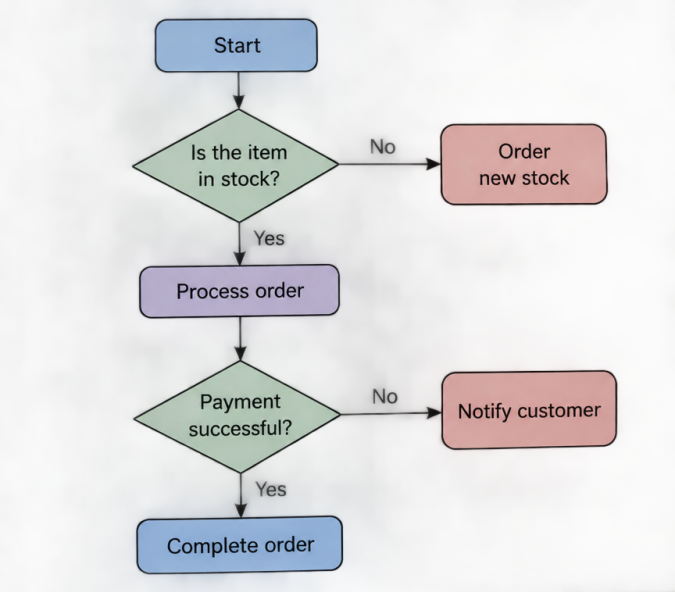 Start
Is the item
in stock?
No
Order
new stock
Yes
Process order
Payment
successful?
No
Notify customer
Yes
Complete order